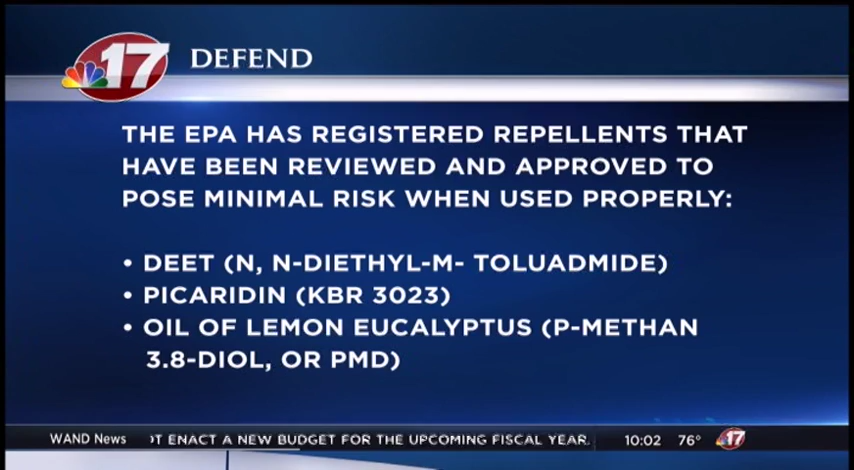 17 DEFEND
THE EPA HAS REGISTERED REPELLENTS THAT
HAVE BEEN REVIEWED AND APPROVED TO
POSE MINIMAL RISK WHEN USED PROPERLY:
• DEET (N, N-DIETHYL-M- TOLUADMIDE)
• PICARIDIN (KBR 3023)
• OIL OF LEMON EUCALYPTUS (P-METHAN
3.8-DIOL, OR PMD)
WAND News ENACT A NEW BUDGET FOR THE UPCOMING FISCAL YEAR. 10:02 76° 17